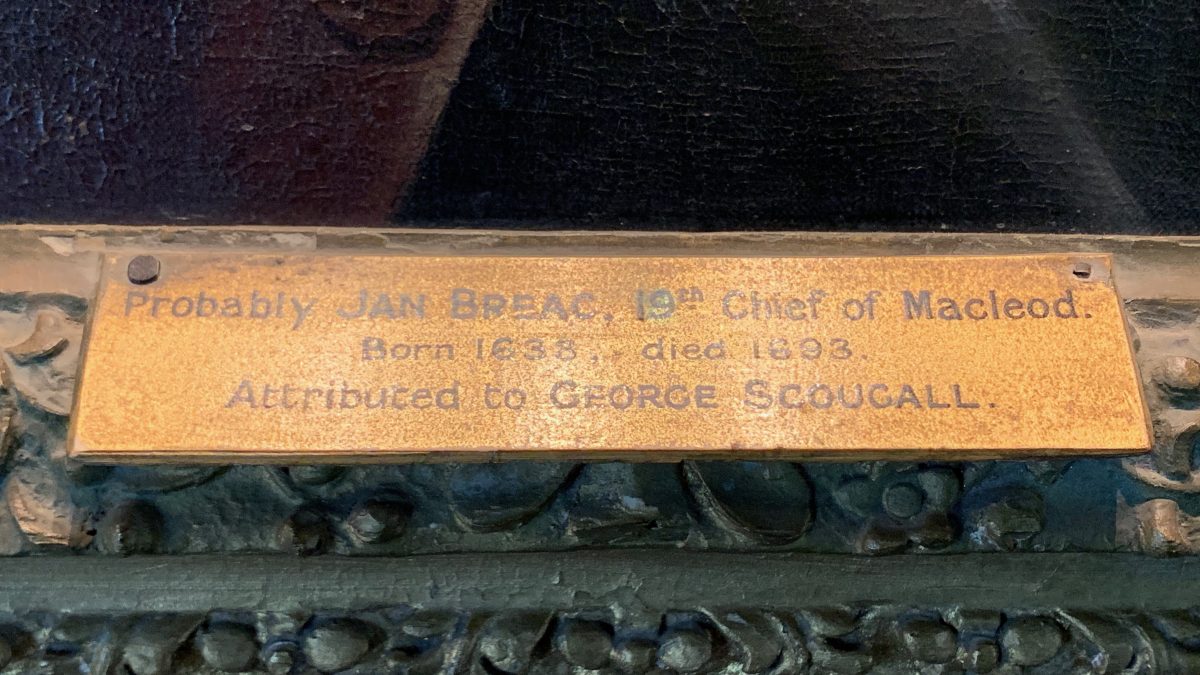 Probably JAN BREAC, 19th Chief of Macleod.
Born 1638, died 1693.
Attributed to GEORGE SCOUGALL.